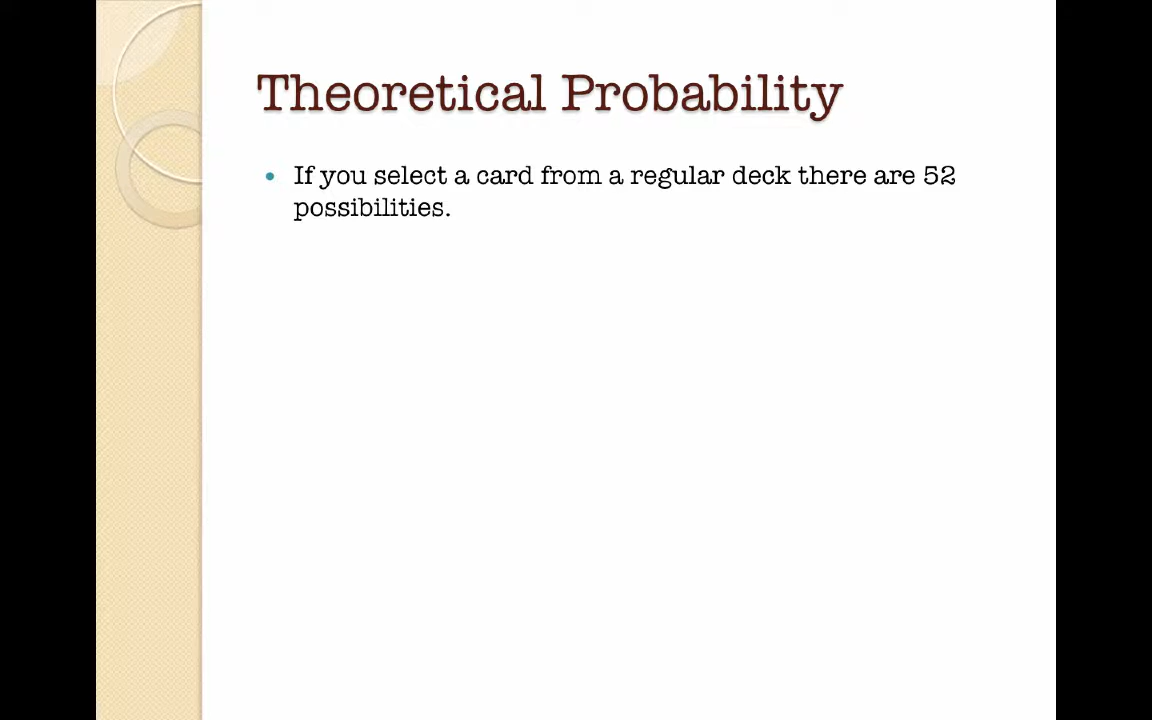 Theoretical Probability
• If you select a card from a regular deck there are 52
possibilities.